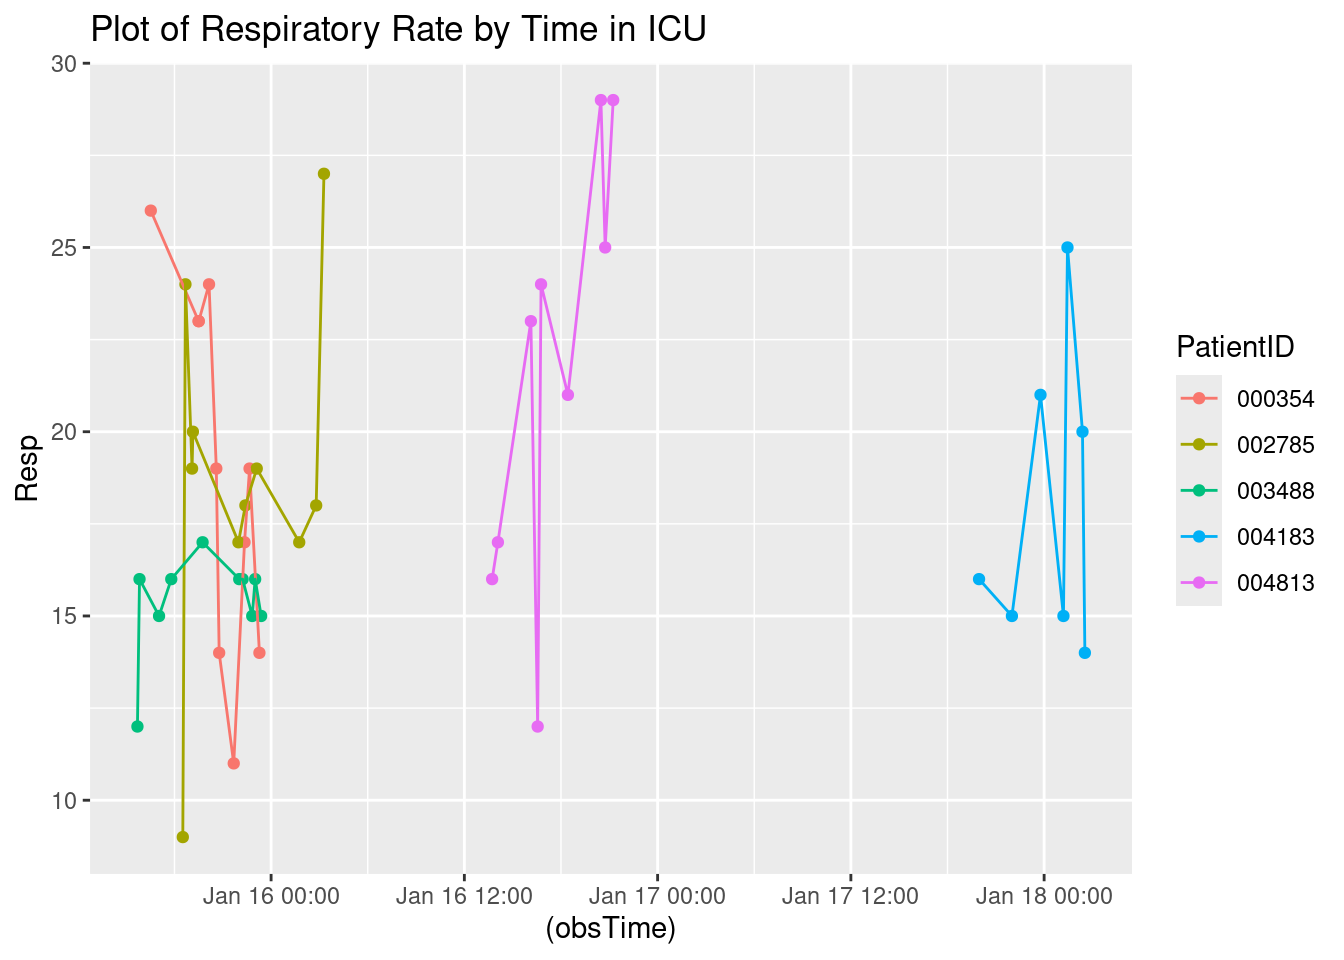 Plot of Respiratory Rate by Time in ICU
30
25
20
15
10
Resp
Jan 16 00:00 Jan 16 12:00 Jan 17 00:00 Jan 17 12:00 Jan 18 00:00
(obsTime)
PatientID
000354
002785
003488
004183
004813